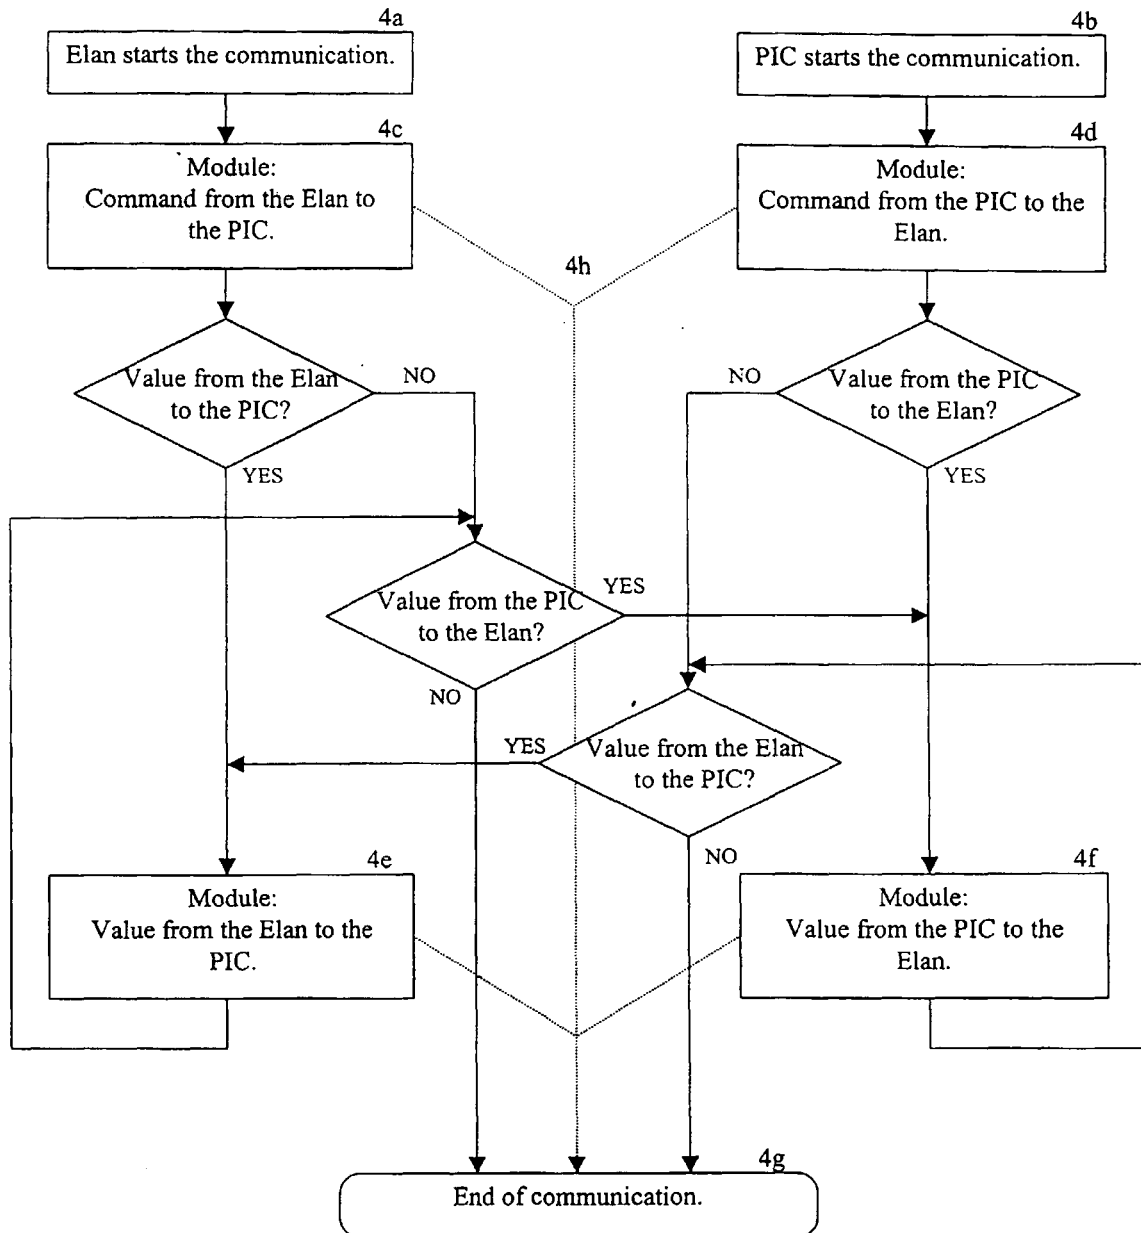 4a
Elan starts the communication.
4b
PIC starts the communication.
4c
Module:
Command from the Elan to
the PIC.
4d
Module:
Command from the PIC to the
Elan.
4h
Value from the Elan
to the PIC?
NO
YES
NO
Value from the PIC
to the Elan?
YES
Value from the PIC
to the Elan?
YES
NO
YES
Value from the Elan
to the PIC?
NO
4e
Module:
Value from the Elan to the
PIC.
4f
Module:
Value from the PIC to the
Elan.
4g
End of communication.